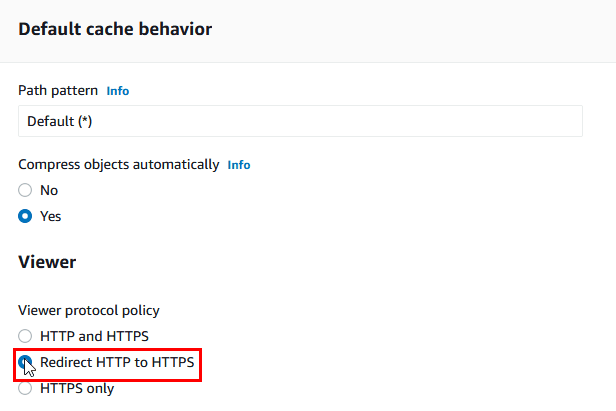 Default cache behavior
Path pattern Info
Default (*)
Compress objects automatically Info
No
Yes
Viewer
Viewer protocol policy
HTTP and HTTPS
Redirect HTTP to HTTPS
HTTPS only